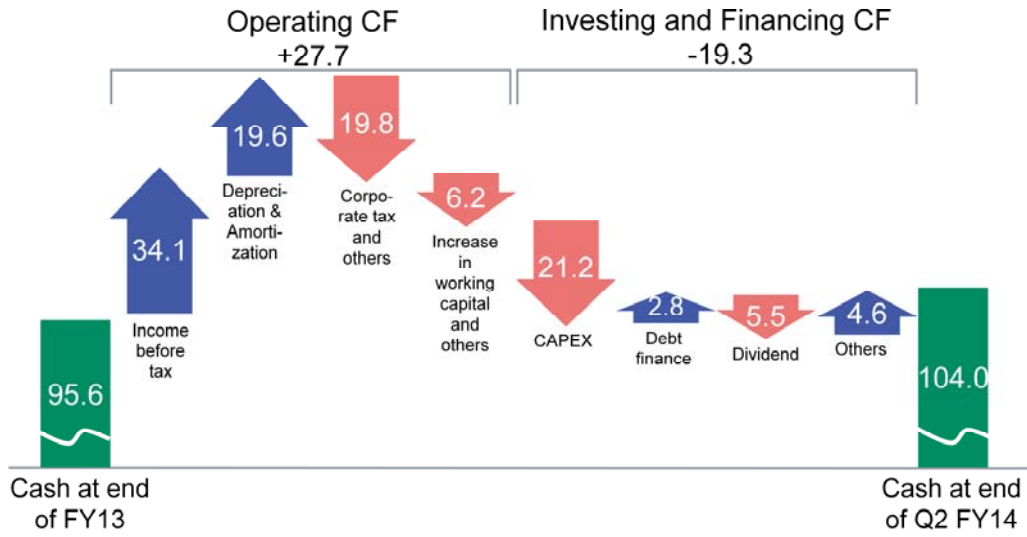 Operating CF
+27.7
Investing and Financing CF
-19.3
95.6
Cash at end
of FY13
34.1
Income
before
tax
19.6
Depreci-
ation &
Amorti-
zation
19.8
Corpo-
rate tax
and
others
6.2
Increase
in
working
capital
and
others
21.2
CAPEX
2.8
Debt
finance
5.5
Dividend
4.6
Others
104.0
Cash at end
of Q2 FY14